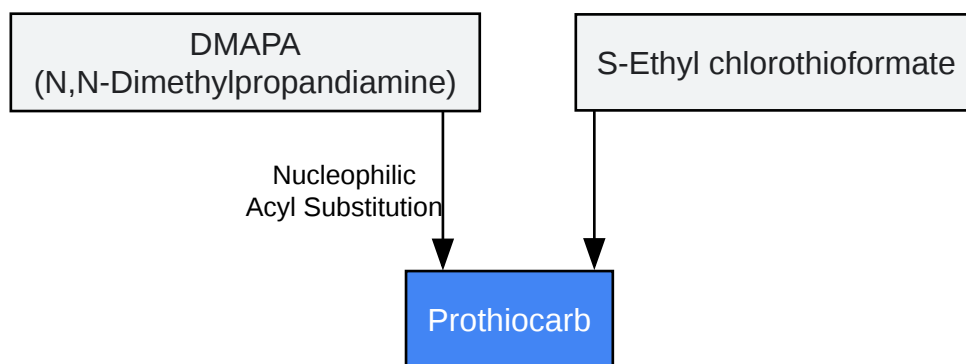 DMAPA
(N,N-Dimethylpropandiamine)
S-Ethyl chlorothioformate
Nucleophilic
Acyl Substitution
Prothiocarb